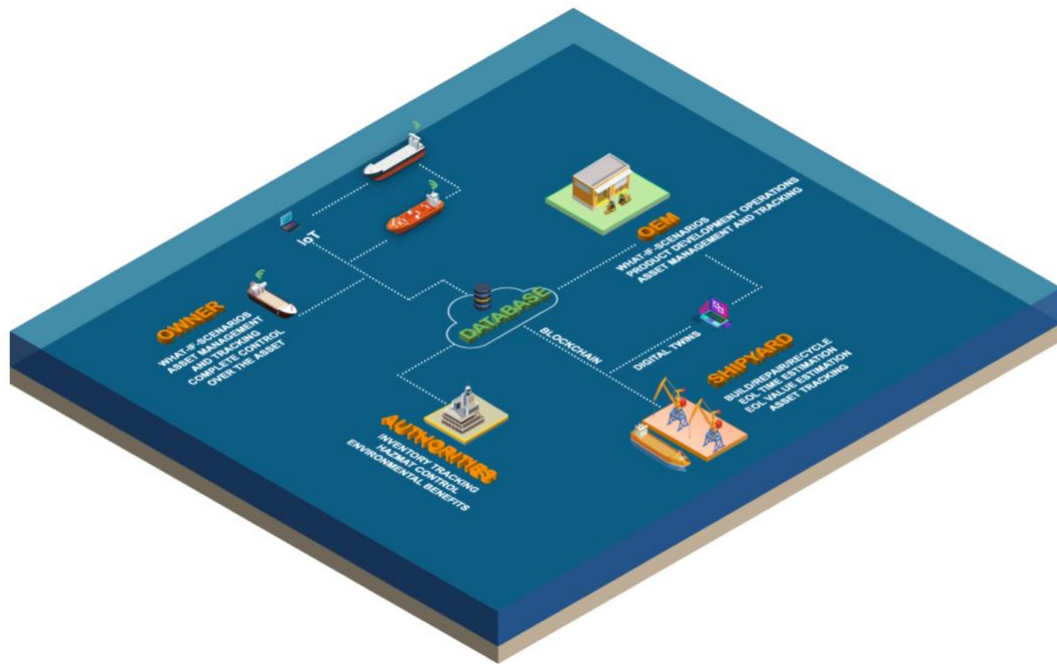 IoT
OWNER
WHAT-IF-SCENARIOS
ASSET MANAGEMENT
AND TRACKING
COMPLETE CONTROL
OVER THE ASSET
OEM
WHAT-IF-SCENARIOS
PRODUCT DEVELOPMENT OPERATIONS
ASSET MANAGEMENT AND TRACKING
DATABASE
BLOCKCHAIN
DIGITAL TWINS
SHIPYARD
BUILD/REPAIR/RECYCLE
EOL TIME ESTIMATION
EOL VALUE ESTIMATION
ASSET TRACKING
AUTHORITIES
INVENTORY TRACKING
HAZMAT CONTROL
ENVIRONMENTAL BENEFITS